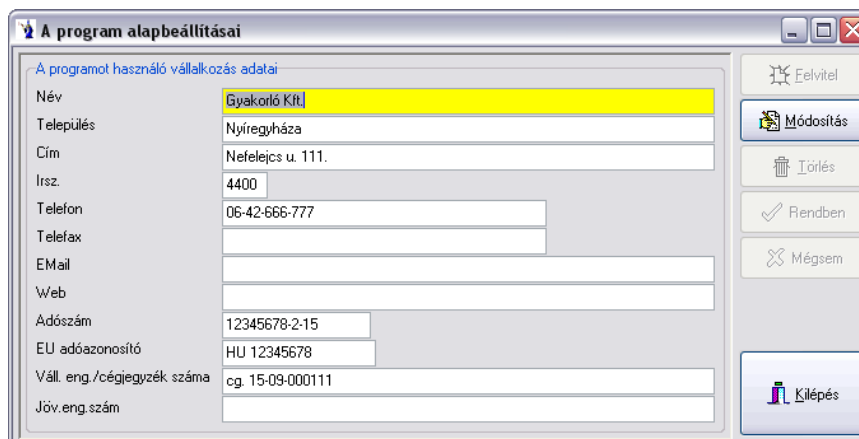 A program alapbeállításai
A programot használó vállalkozás adatai
Név Gyakorló Kft.
Település Nyíregyháza
Cím Nefelejcs u. 111.
Irsz. 4400
Telefon 06-42-666-777
Telefax
EMail
Web
Adószám 12345678-2-15
EU adóazonosító HU 12345678
Váll. eng./cégjegyzék száma cg. 15-09-000111
Jöv.eng.szám
Felvitel
Módosítás
Törlés
Rendben
Mégsem
Kilépés